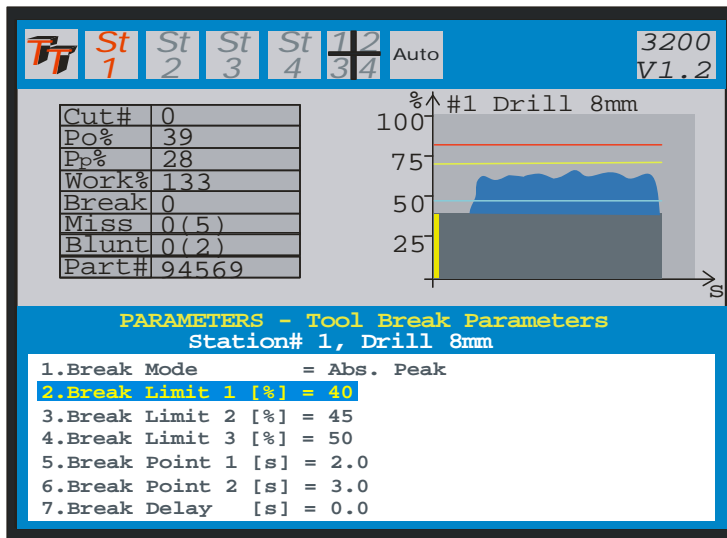 TT St 1 St 2 St 3 St 4 1 2 3 4 Auto 3200 V1.2
Cut# 0
Po% 39
Pp% 28
Work% 133
Break 0
Miss 0(5)
Blunt 0(2)
Part# 94569
% #1 Drill 8mm
100
75
50
25
s
PARAMETERS - Tool Break Parameters
Station# 1, Drill 8mm
1.Break Mode = Abs. Peak
2.Break Limit 1 [%] = 40
3.Break Limit 2 [%] = 45
4.Break Limit 3 [%] = 50
5.Break Point 1 [s] = 2.0
6.Break Point 2 [s] = 3.0
7.Break Delay [s] = 0.0